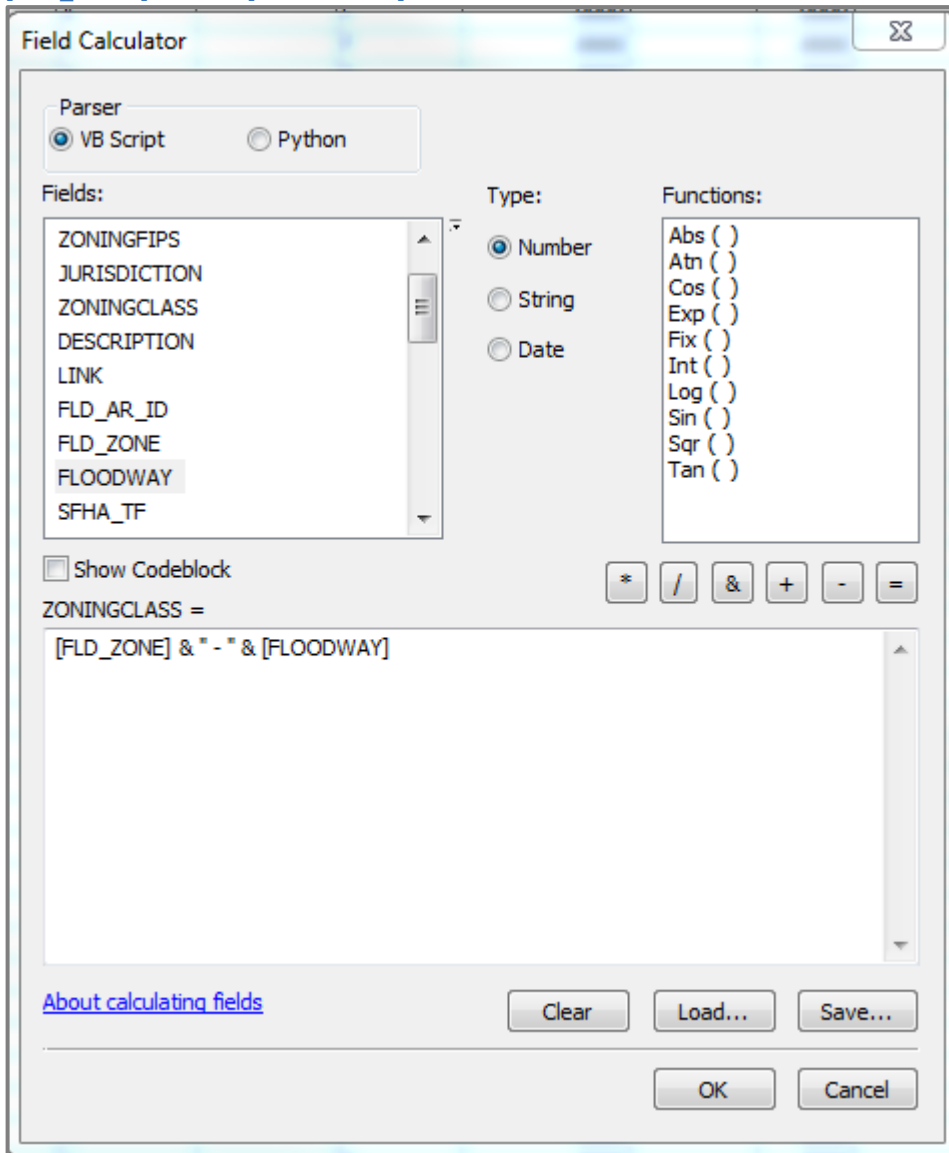 Field Calculator
Parser
VB Script Python
Fields: Type: Functions:
ZONINGFIPS
JURISDICTION
ZONINGCLASS
DESCRIPTION
LINK
FLD_AR_ID
FLD_ZONE
FLOODWAY
SFHA_TF
Number
String
Date
Abs ( )
Atn ( )
Cos ( )
Exp ( )
Fix ( )
Int ( )
Log ( )
Sin ( )
Sqr ( )
Tan ( )
Show Codeblock
* / & + - =
ZONINGCLASS =
[FLD_ZONE] & " - " & [FLOODWAY]
About calculating fields
Clear Load... Save...
OK Cancel